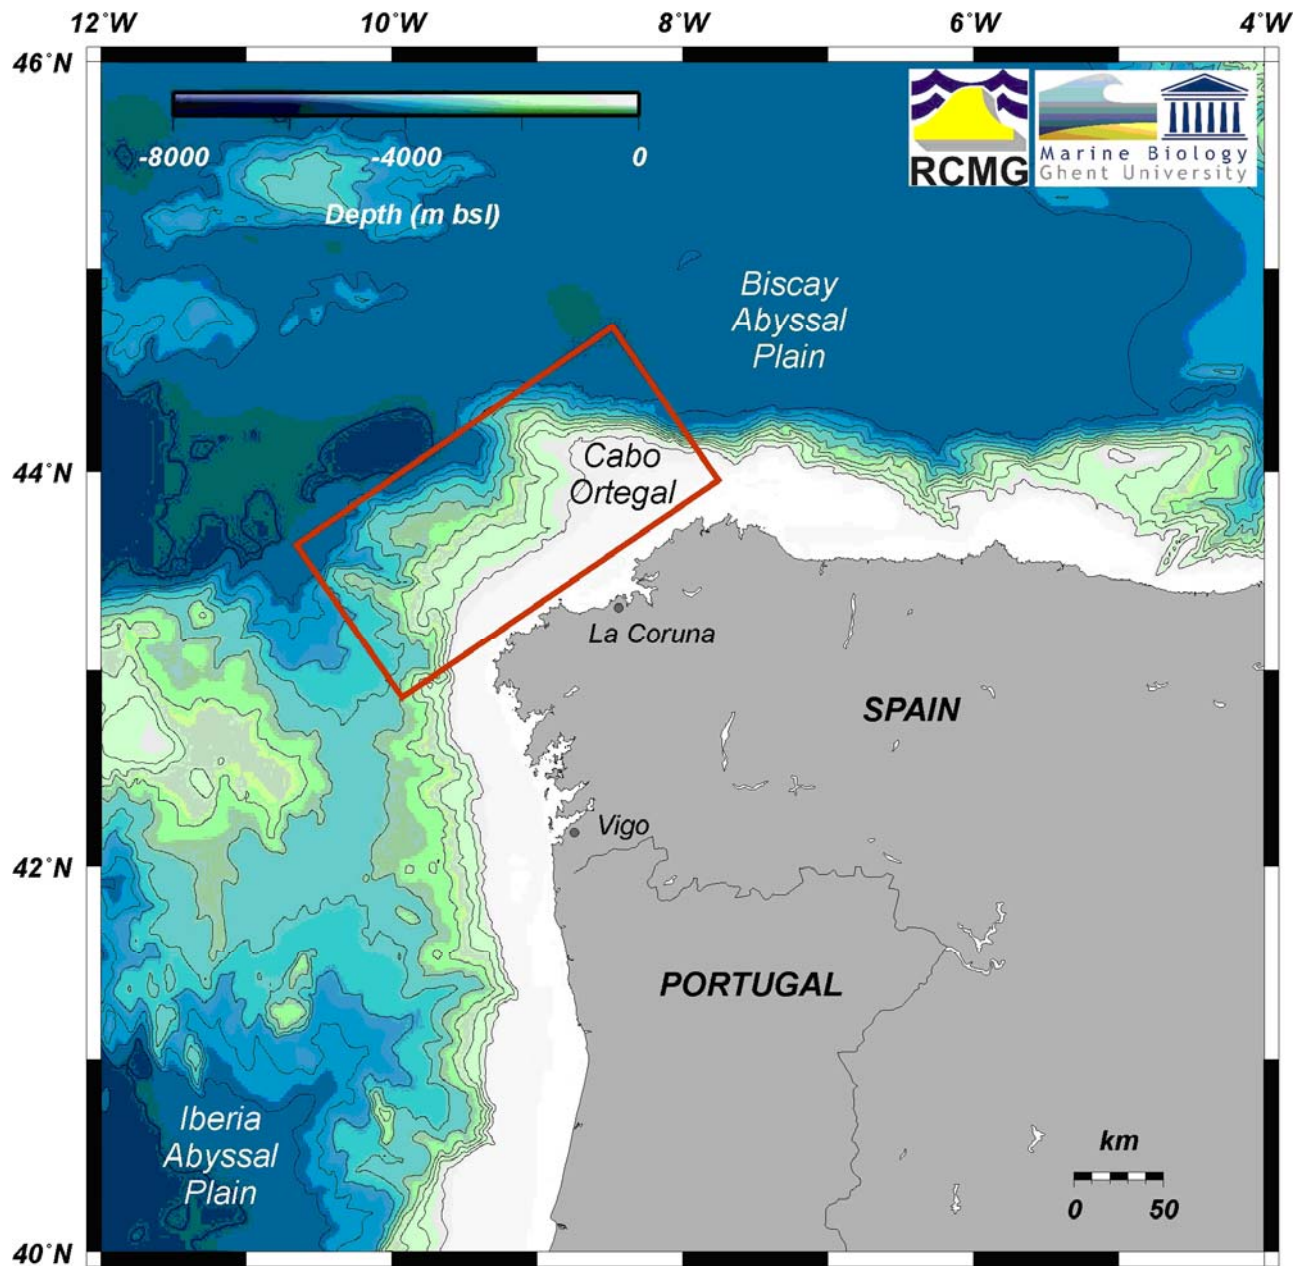 12°W 10°W 8°W 6°W 4°W
46°N
-8000 -4000 0
Depth (m bsl)
RCMG
Marine Biology
Ghent University
Biscay
Abyssal
Plain
44°N
Cabo
Ortegal
La Coruna
SPAIN
Vigo
42°N
PORTUGAL
Iberia
Abyssal
Plain
km
0 50
40°N